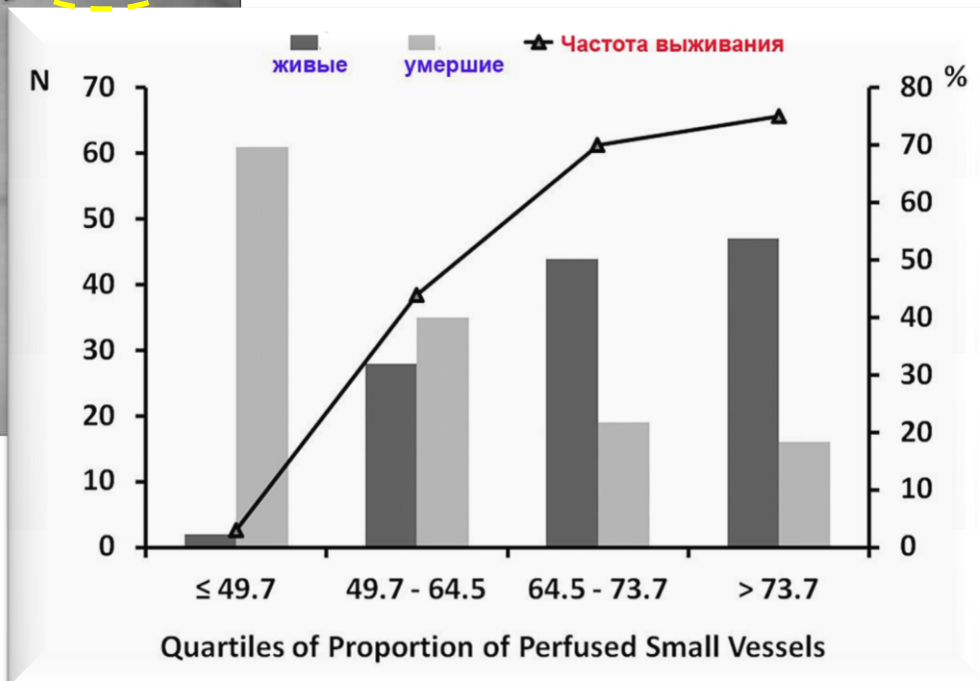 Частота выживания
живые умершие
N %
70 80
60 70
50 60
40 50
30 40
20 30
10 20
0 10
0
≤ 49.7 49.7 - 64.5 64.5 - 73.7 > 73.7
Quartiles of Proportion of Perfused Small Vessels